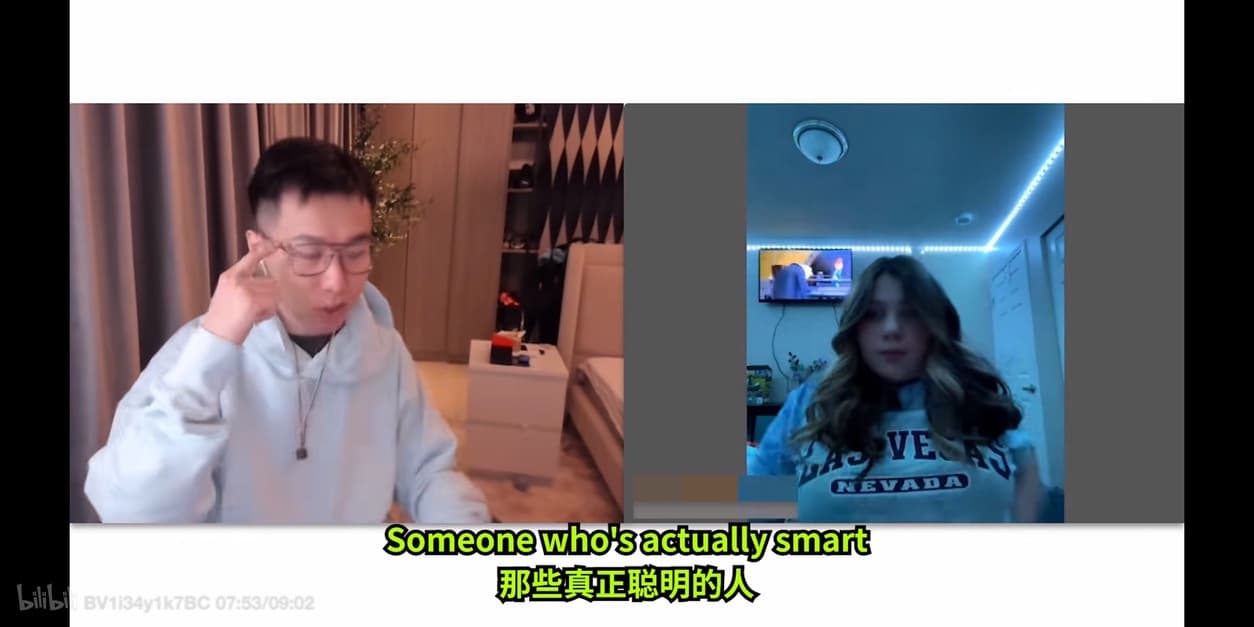 LAS VEGAS
NEVADA
Someone who's actually smart
那些真正聪明的人
bilibili BV1i34y1k7BC 07:53/09:02